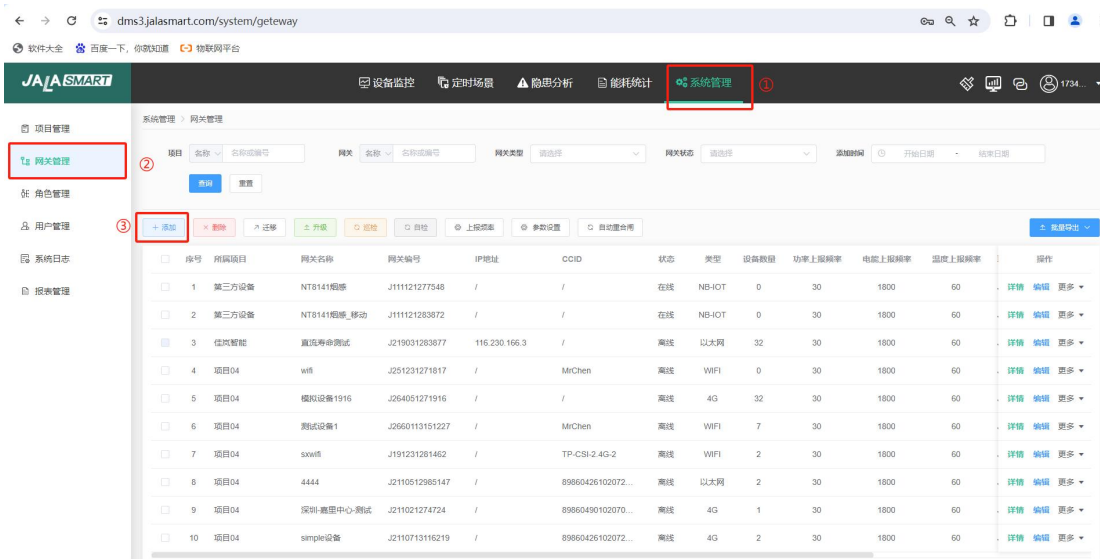 dms3.jalasmart.com/system/geteway
软件大全 百度一下,你就知道 物联网平台
JALA SMART 设备监控 定时场景 隐患分析 能耗统计 系统管理 ① 1734...
系统管理 > 网关管理
项目管理
网关管理 ②
角色管理
用户管理
系统日志
报表管理
项目 名称 名称或编号 网关 名称 名称或编号 网关类型 请选择 网关状态 请选择 添加时间 开始日期 - 结束日期
查询 重置
③ + 添加 × 删除 迁移 升级 巡检 自检 上报频率 参数设置 自动重合闸 批量导出
序号 所属项目 网关名称 网关编号 IP地址 CCID 状态 类型 设备数量 功率上报频率 电能上报频率 温度上报频率 操作
1 第三方设备 NT8141烟感 J111121277548 / / 在线 NB-IOT 0 30 1800 60 详情 编辑 更多
2 第三方设备 NT8141烟感_移动 J111121283872 / / 在线 NB-IOT 0 30 1800 60 详情 编辑 更多
3 佳岚智能 直流寿命测试 J219031283877 116.230.166.3 / 离线 以太网 32 30 1800 60 详情 编辑 更多
4 项目04 wifi J251231271817 / MrChen 离线 WIFI 0 30 1800 60 详情 编辑 更多
5 项目04 模拟设备1916 J264051271916 / / 离线 4G 32 30 1800 60 详情 编辑 更多
6 项目04 测试设备1 J2660113151227 / MrChen 离线 WIFI 7 30 1800 60 详情 编辑 更多
7 项目04 sxwifi J191231281462 / TP-CSI-2.4G-2 离线 WIFI 2 30 1800 60 详情 编辑 更多
8 项目04 4444 J2110512985147 / 89860426102072... 离线 以太网 2 30 1800 60 详情 编辑 更多
9 项目04 深圳-嘉里中心-测试 J211021274724 / 89860490102070... 离线 4G 1 30 1800 60 详情 编辑 更多
10 项目04 simple设备 J2110713116219 / 89860426102072... 离线 4G 2 30 1800 60 详情 编辑 更多